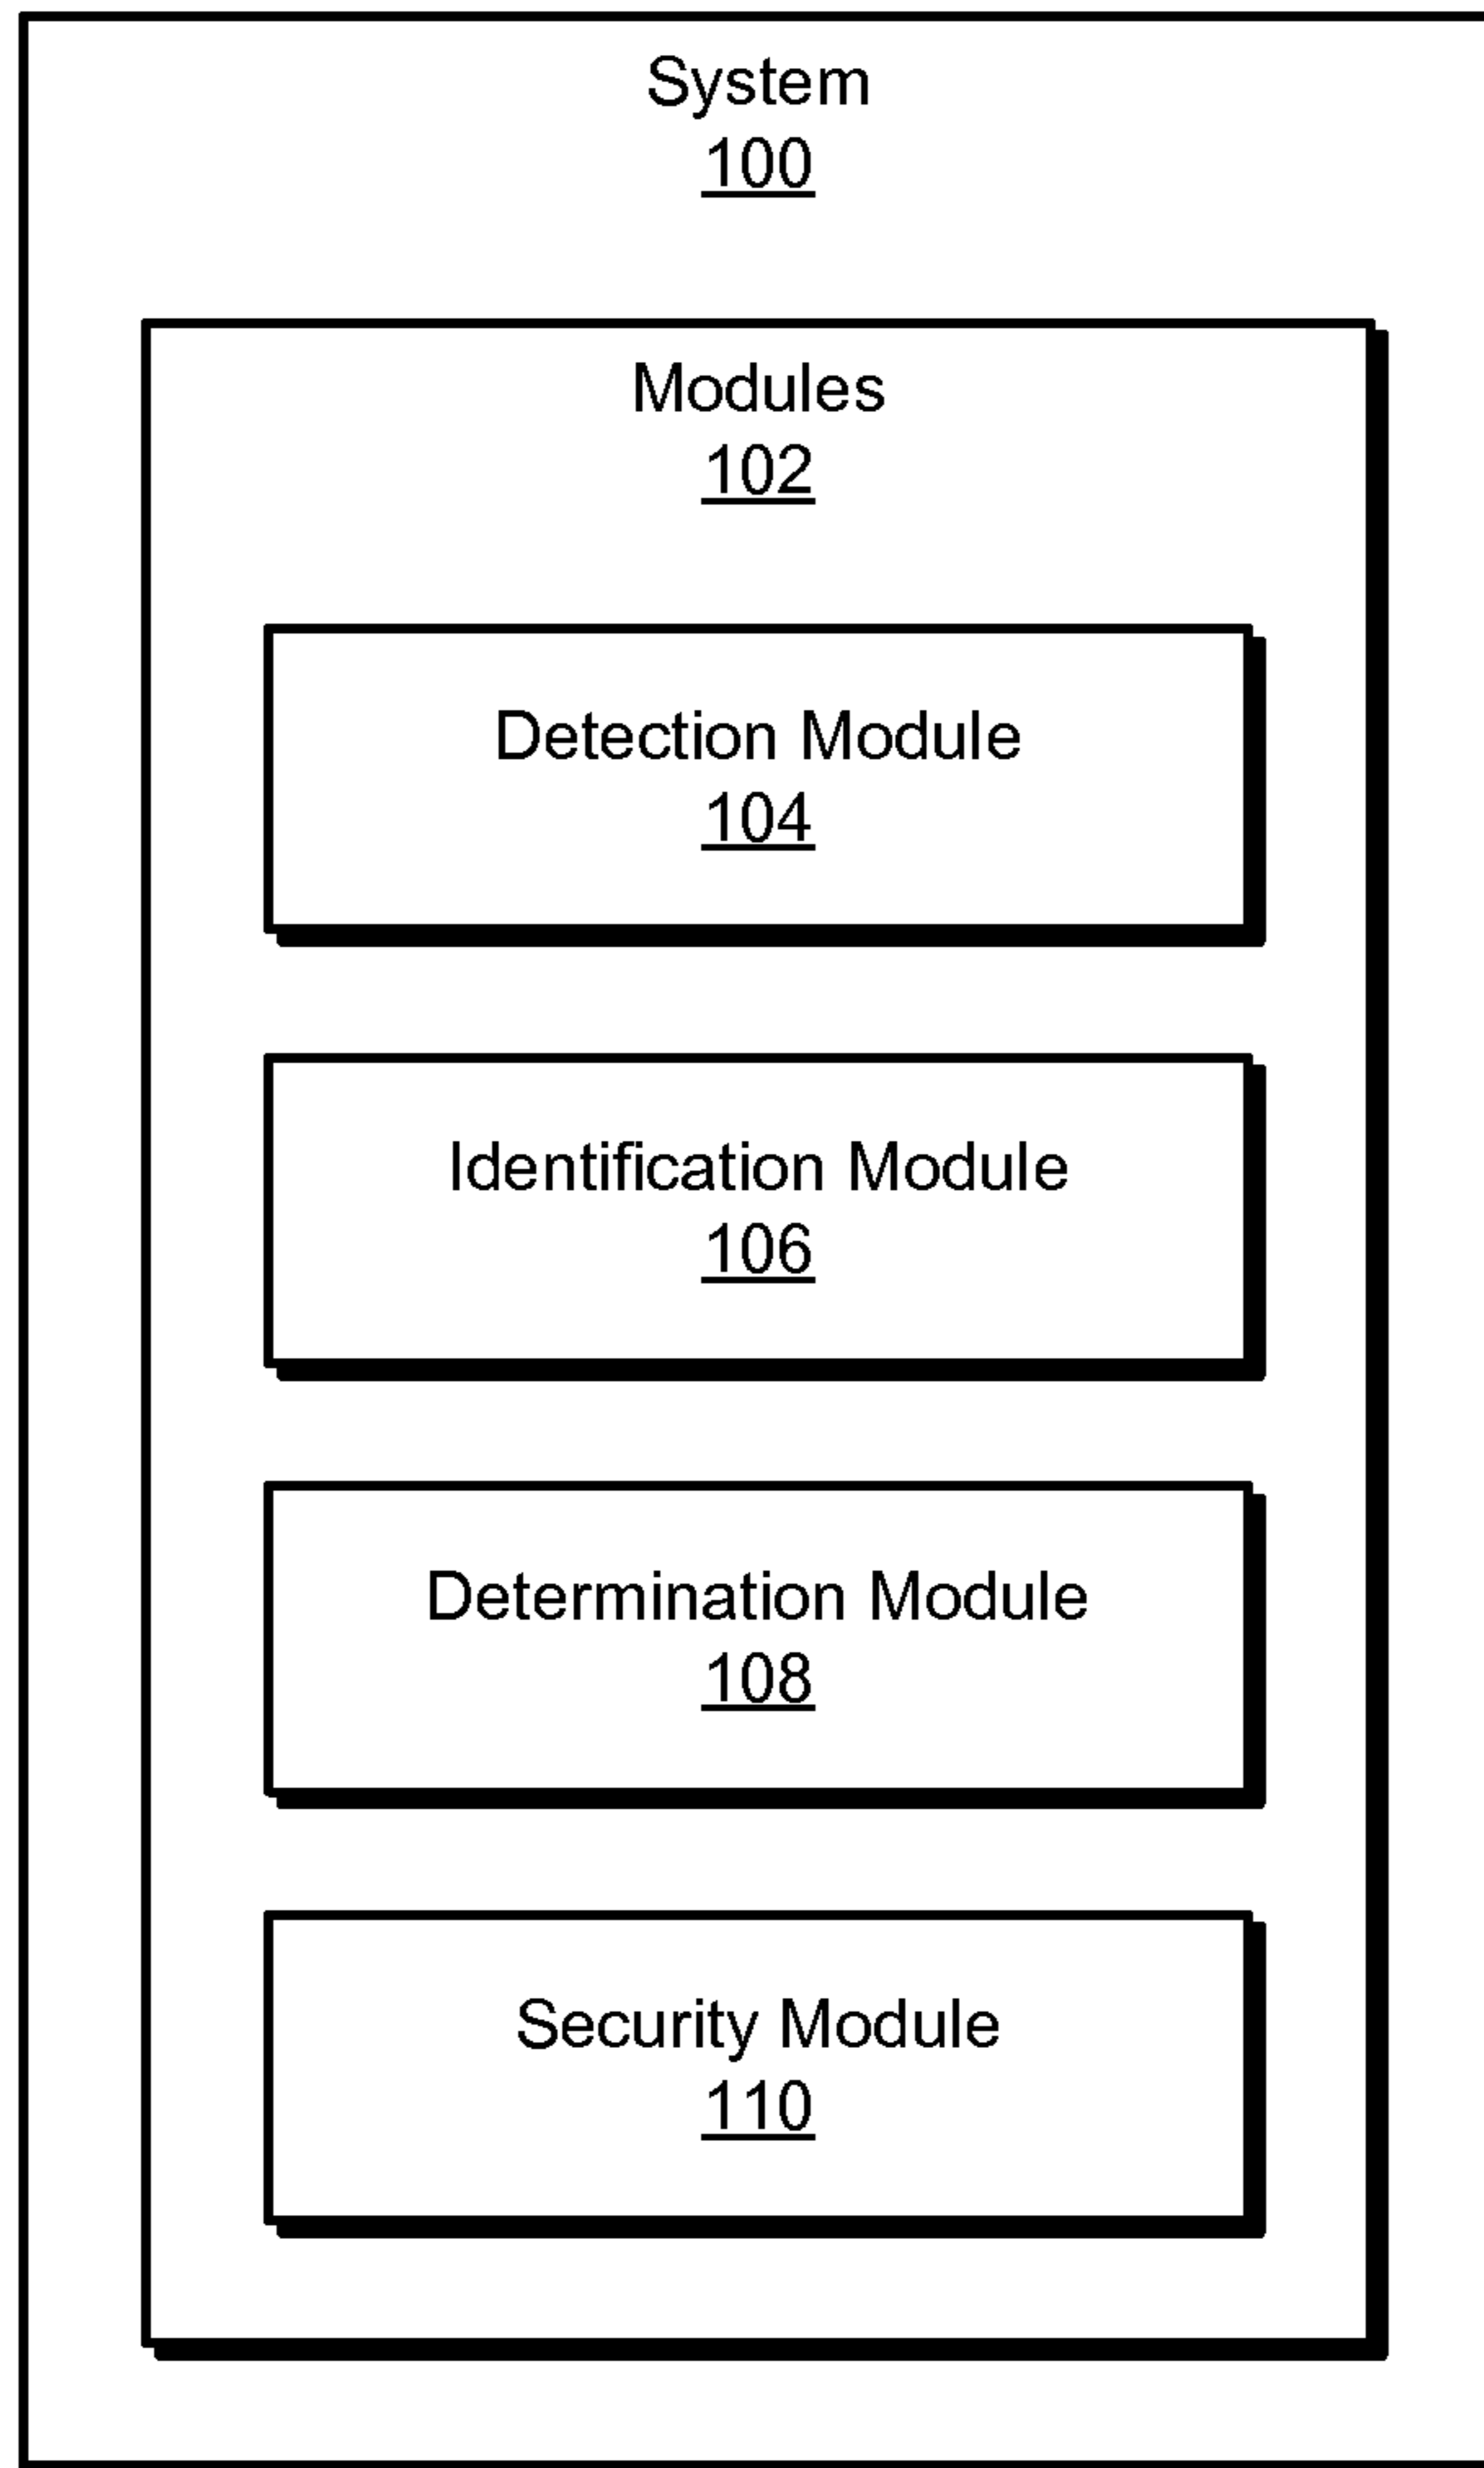 System
100
Modules
102
Detection Module
104
Identification Module
106
Determination Module
108
Security Module
110